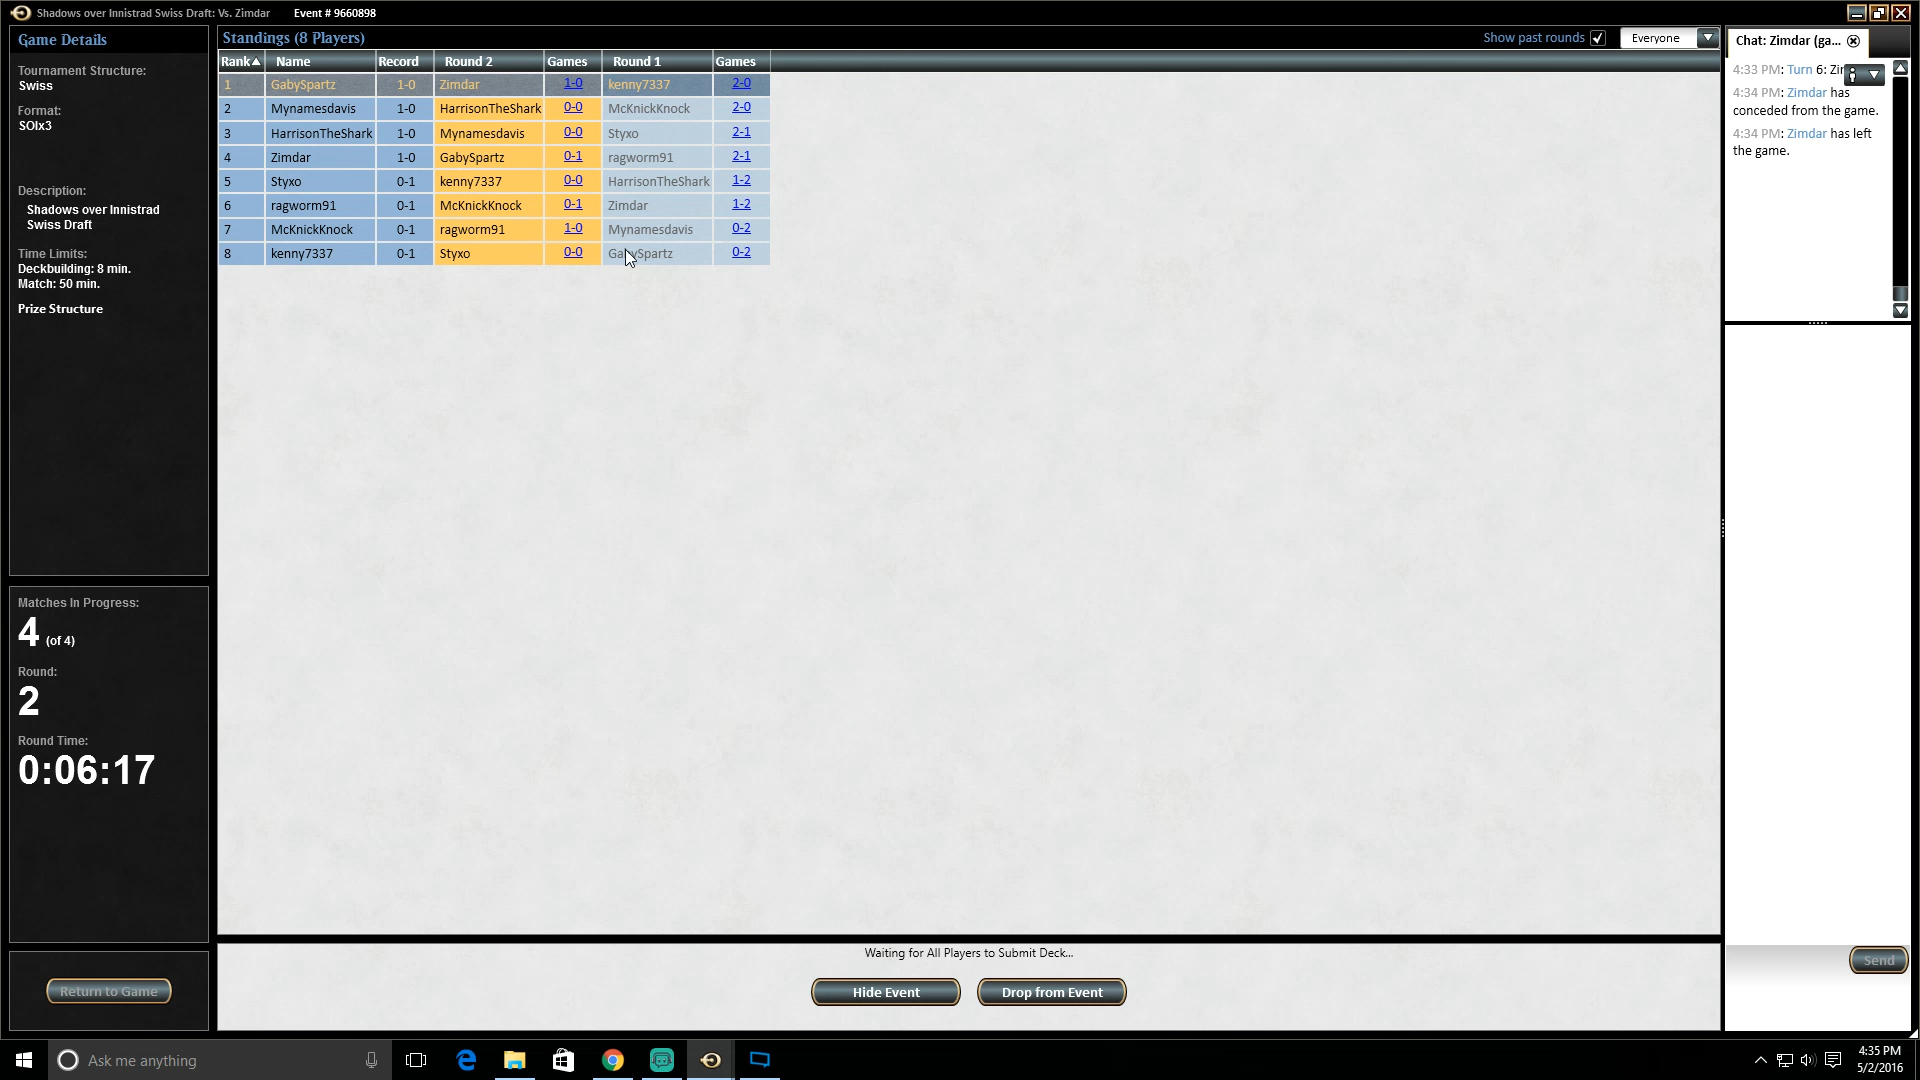 Shadows over Innistrad Swiss Draft: Vs. Zimdar Event # 9660898
Game Details
Tournament Structure:
Swiss
Format:
SOIx3
Description:
Shadows over Innistrad
Swiss Draft
Time Limits:
Deckbuilding: 8 min.
Match: 50 min.
Prize Structure
Matches In Progress:
4 (of 4)
Round:
2
Round Time:
0:06:17
Return to Game
Standings (8 Players) Show past rounds Everyone
Rank Name Record Round 2 Games Round 1 Games
1 GabySpartz 1-0 Zimdar 1-0 kenny7337 2-0
2 Mynamesdavis 1-0 HarrisonTheShark 0-0 McKnickKnock 2-0
3 HarrisonTheShark 1-0 Mynamesdavis 0-0 Styxo 2-1
4 Zimdar 1-0 GabySpartz 0-1 ragworm91 2-1
5 Styxo 0-1 kenny7337 0-0 HarrisonTheShark 1-2
6 ragworm91 0-1 McKnickKnock 0-1 Zimdar 1-2
7 McKnickKnock 0-1 ragworm91 1-0 Mynamesdavis 0-2
8 kenny7337 0-1 Styxo 0-0 GabySpartz 0-2
Waiting for All Players to Submit Deck...
Hide Event Drop from Event
Chat: Zimdar (ga...
4:33 PM: Turn 6: Zi
4:34 PM: Zimdar has
conceded from the game.
4:34 PM: Zimdar has left
the game.
Send
Ask me anything
4:35 PM
5/2/2016